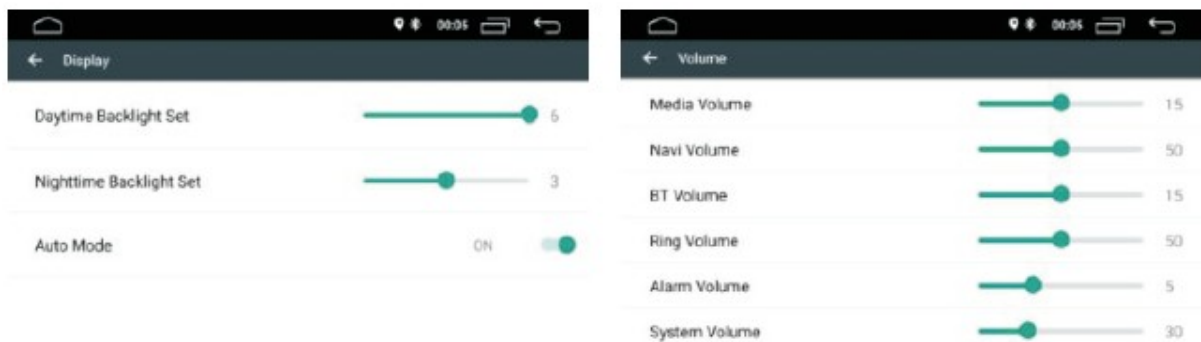 00:05
Display
Daytime Backlight Set 6
Nighttime Backlight Set 3
Auto Mode ON
00:05
Volume
Media Volume 15
Navi Volume 50
BT Volume 15
Ring Volume 50
Alarm Volume 5
System Volume 30